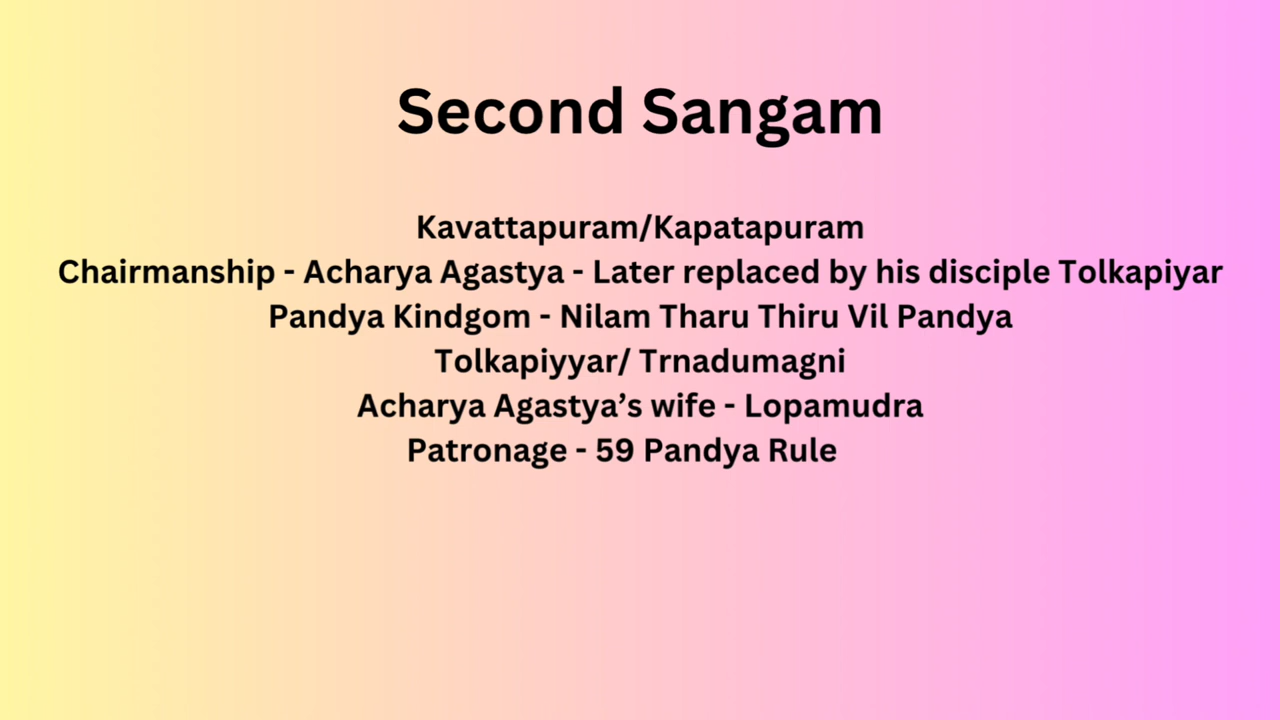 Second Sangam
Kavattapuram/Kapatapuram
Chairmanship - Acharya Agastya - Later replaced by his disciple Tolkapiyar
Pandya Kindgom - Nilam Tharu Thiru Vil Pandya
Tolkapiyyar/ Trnadumagni
Acharya Agastya’s wife - Lopamudra
Patronage - 59 Pandya Rule